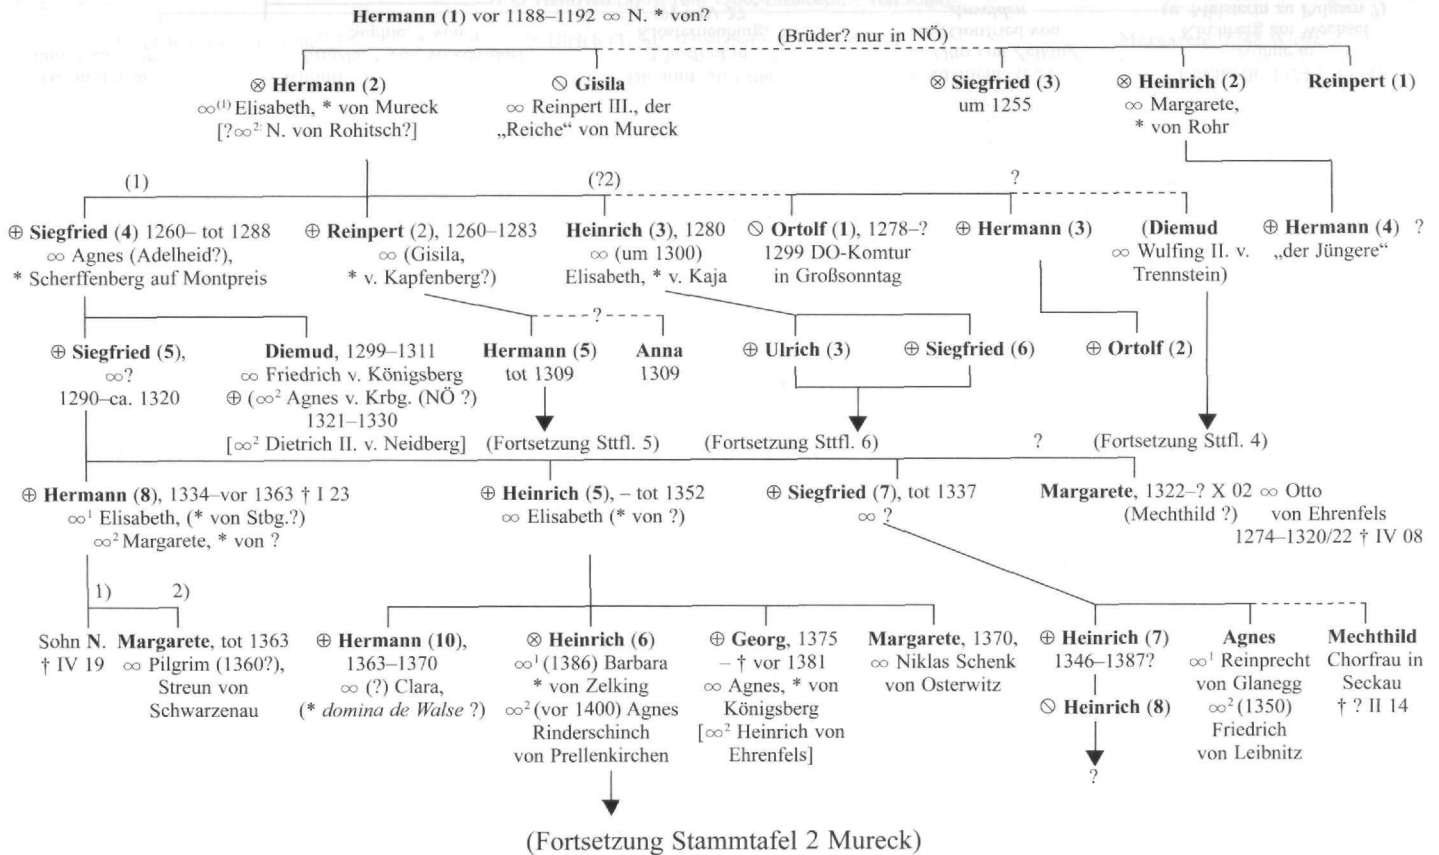 Hermann (1) vor 1188–1192 ∞ N. * von?
(Brüder? nur in NÖ)
⊗ Hermann (2)
∞(1) Elisabeth, * von Mureck
[?∞2: N. von Rohitsch?]
⦸ Gisila
∞ Reinpert III., der
„Reiche“ von Mureck
⊗ Siegfried (3)
um 1255
⊗ Heinrich (2)
∞ Margarete,
* von Rohr
Reinpert (1)
(1)
(?2)
?
⊕ Siegfried (4) 1260– tot 1288
∞ Agnes (Adelheid?),
* Scherffenberg auf Montpreis
⊕ Reinpert (2), 1260–1283
∞ (Gisila,
* v. Kapfenberg?)
Heinrich (3), 1280
∞ (um 1300)
Elisabeth, * v. Kaja
⦸ Ortolf (1), 1278–?
1299 DO-Komtur
in Großsonntag
⊕ Hermann (3)
(Diemud
∞ Wulfing II. v.
Trennstein)
⊕ Hermann (4) ?
„der Jüngere“
?
⊕ Siegfried (5),
∞?
1290–ca. 1320
Diemud, 1299–1311
∞ Friedrich v. Königsberg
⊕ (∞2 Agnes v. Krbg. (NÖ ?)
1321–1330
[∞2 Dietrich II. v. Neidberg]
Hermann (5)
tot 1309
Anna
1309
⊕ Ulrich (3)
⊕ Siegfried (6)
⊕ Ortolf (2)
(Fortsetzung Sttfl. 5)
(Fortsetzung Sttfl. 6)
?
(Fortsetzung Sttfl. 4)
⊕ Hermann (8), 1334–vor 1363 † I 23
∞1 Elisabeth, (* von Stbg.?)
∞2 Margarete, * von ?
⊕ Heinrich (5), – tot 1352
∞ Elisabeth (* von ?)
⊕ Siegfried (7), tot 1337
∞ ?
Margarete, 1322–? X 02 ∞ Otto
(Mechthild ?) von Ehrenfels
1274–1320/22 † IV 08
1) 2)
Sohn N.
† IV 19
Margarete, tot 1363
∞ Pilgrim (1360?),
Streun von
Schwarzenau
⊕ Hermann (10),
1363–1370
∞ (?) Clara,
(* domina de Walse ?)
⊗ Heinrich (6)
∞1 (1386) Barbara
* von Zelking
∞2 (vor 1400) Agnes
Rinderschinch
von Prellenkirchen
⊕ Georg, 1375
– † vor 1381
∞ Agnes, * von
Königsberg
[∞2 Heinrich von
Ehrenfels]
Margarete, 1370,
∞ Niklas Schenk
von Osterwitz
⊕ Heinrich (7)
1346–1387?
⦸ Heinrich (8)
?
Agnes
∞1 Reinprecht
von Glanegg
∞2 (1350)
Friedrich
von Leibnitz
Mechthild
Chorfrau in
Seckau
† ? II 14
(Fortsetzung Stammtafel 2 Mureck)